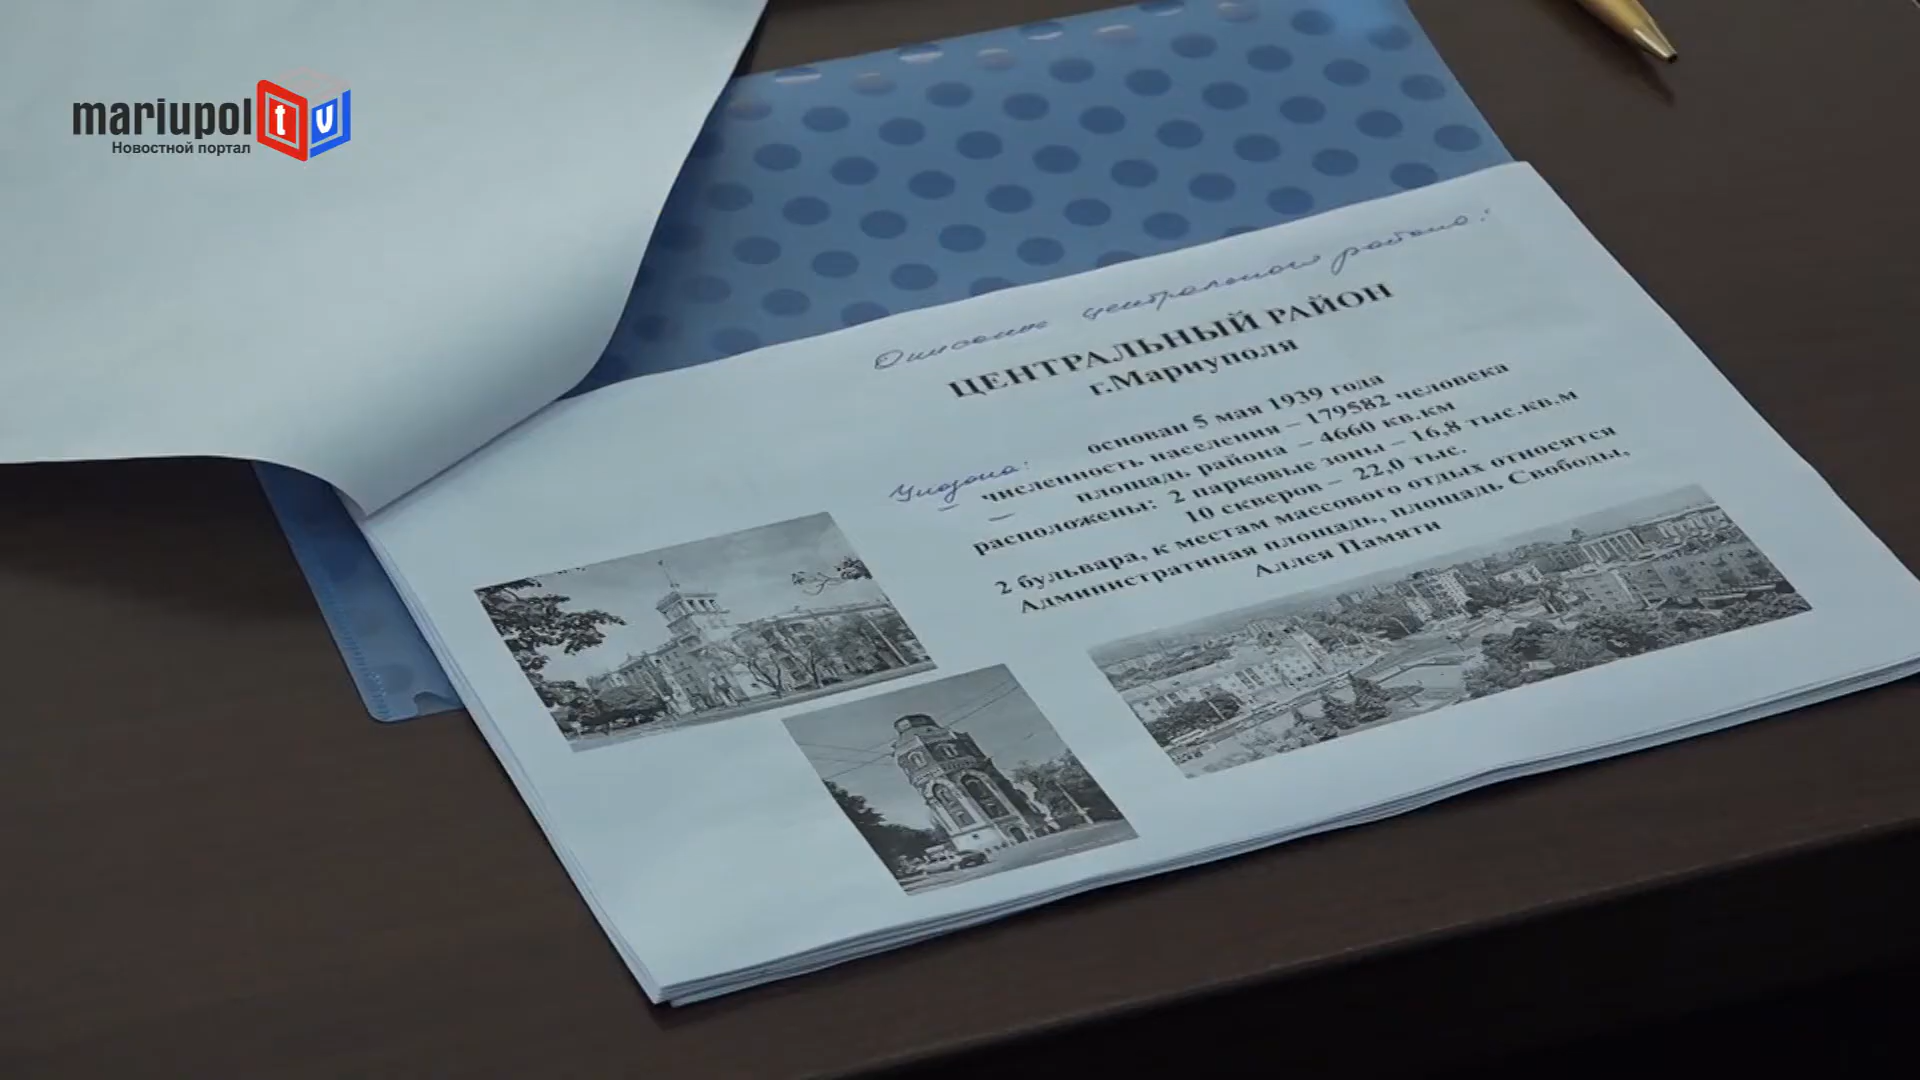 mariupol tv
Новостной портал
Описание центрального района:
ЦЕНТРАЛЬНЫЙ РАЙОН
г.Мариуполя
основан 5 мая 1939 года
численность населения – 179582 человека
площадь района – 4660 кв.км
расположены: 2 парковые зоны – 16,8 тыс.кв.м
10 скверов – 22,0 тыс.
2 бульвара, к местам массового отдых относятся
Административная площадь, площадь Свободы,
Аллея Памяти